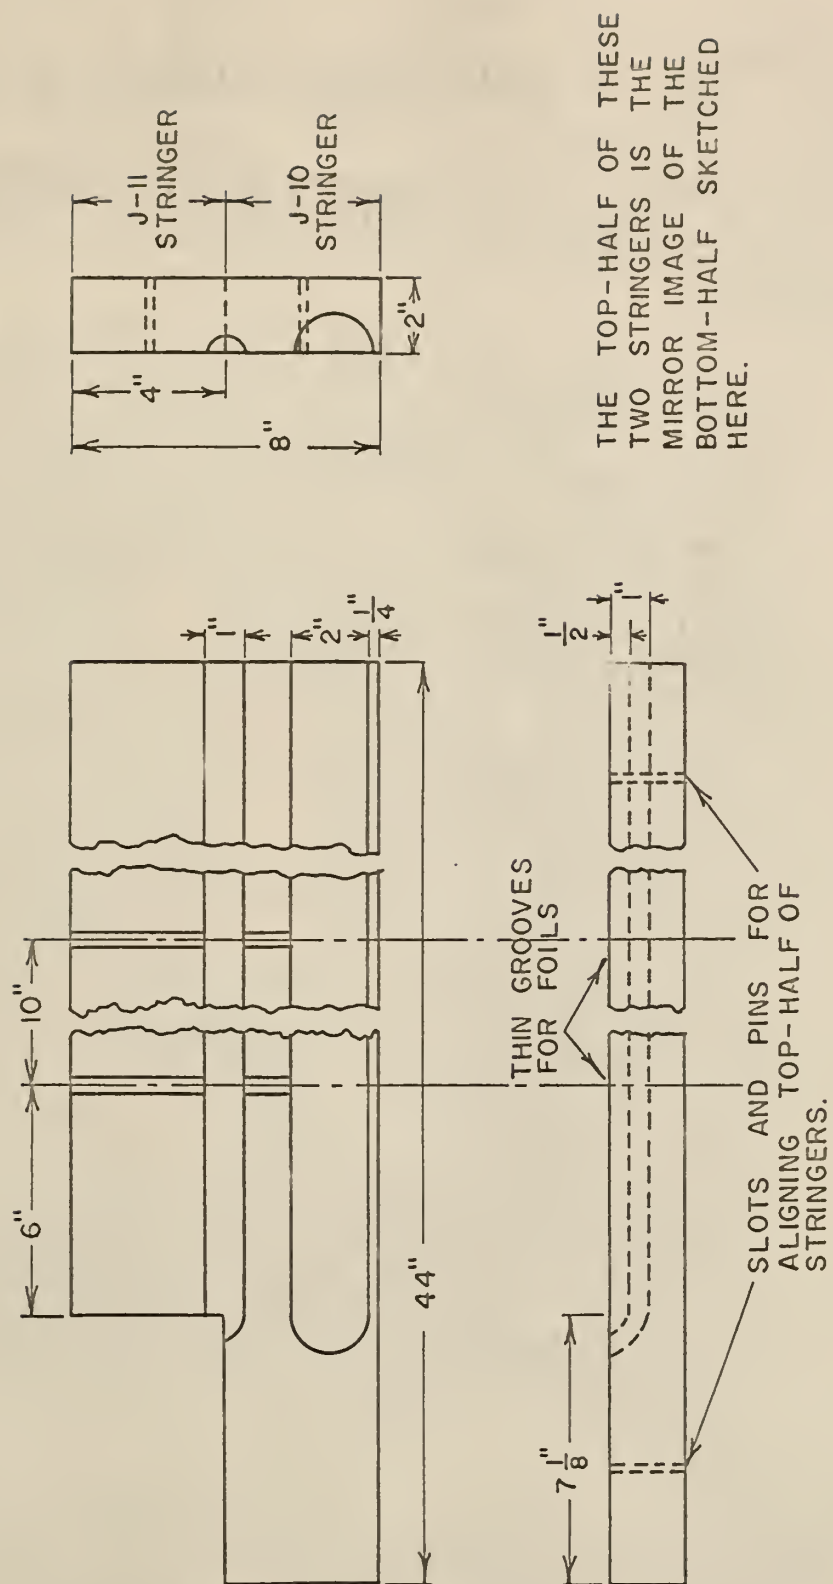 J-11
STRINGER
J-10
STRINGER
4"
8"
2"
THE TOP-HALF OF THESE
TWO STRINGERS IS THE
MIRROR IMAGE OF THE
BOTTOM-HALF SKETCHED
HERE.
6"
10"
1"
2"
1/4"
44"
THIN GROOVES
FOR FOILS
1/2"
1"
7 1/8"
SLOTS AND PINS FOR
ALIGNING TOP-HALF OF
STRINGERS.